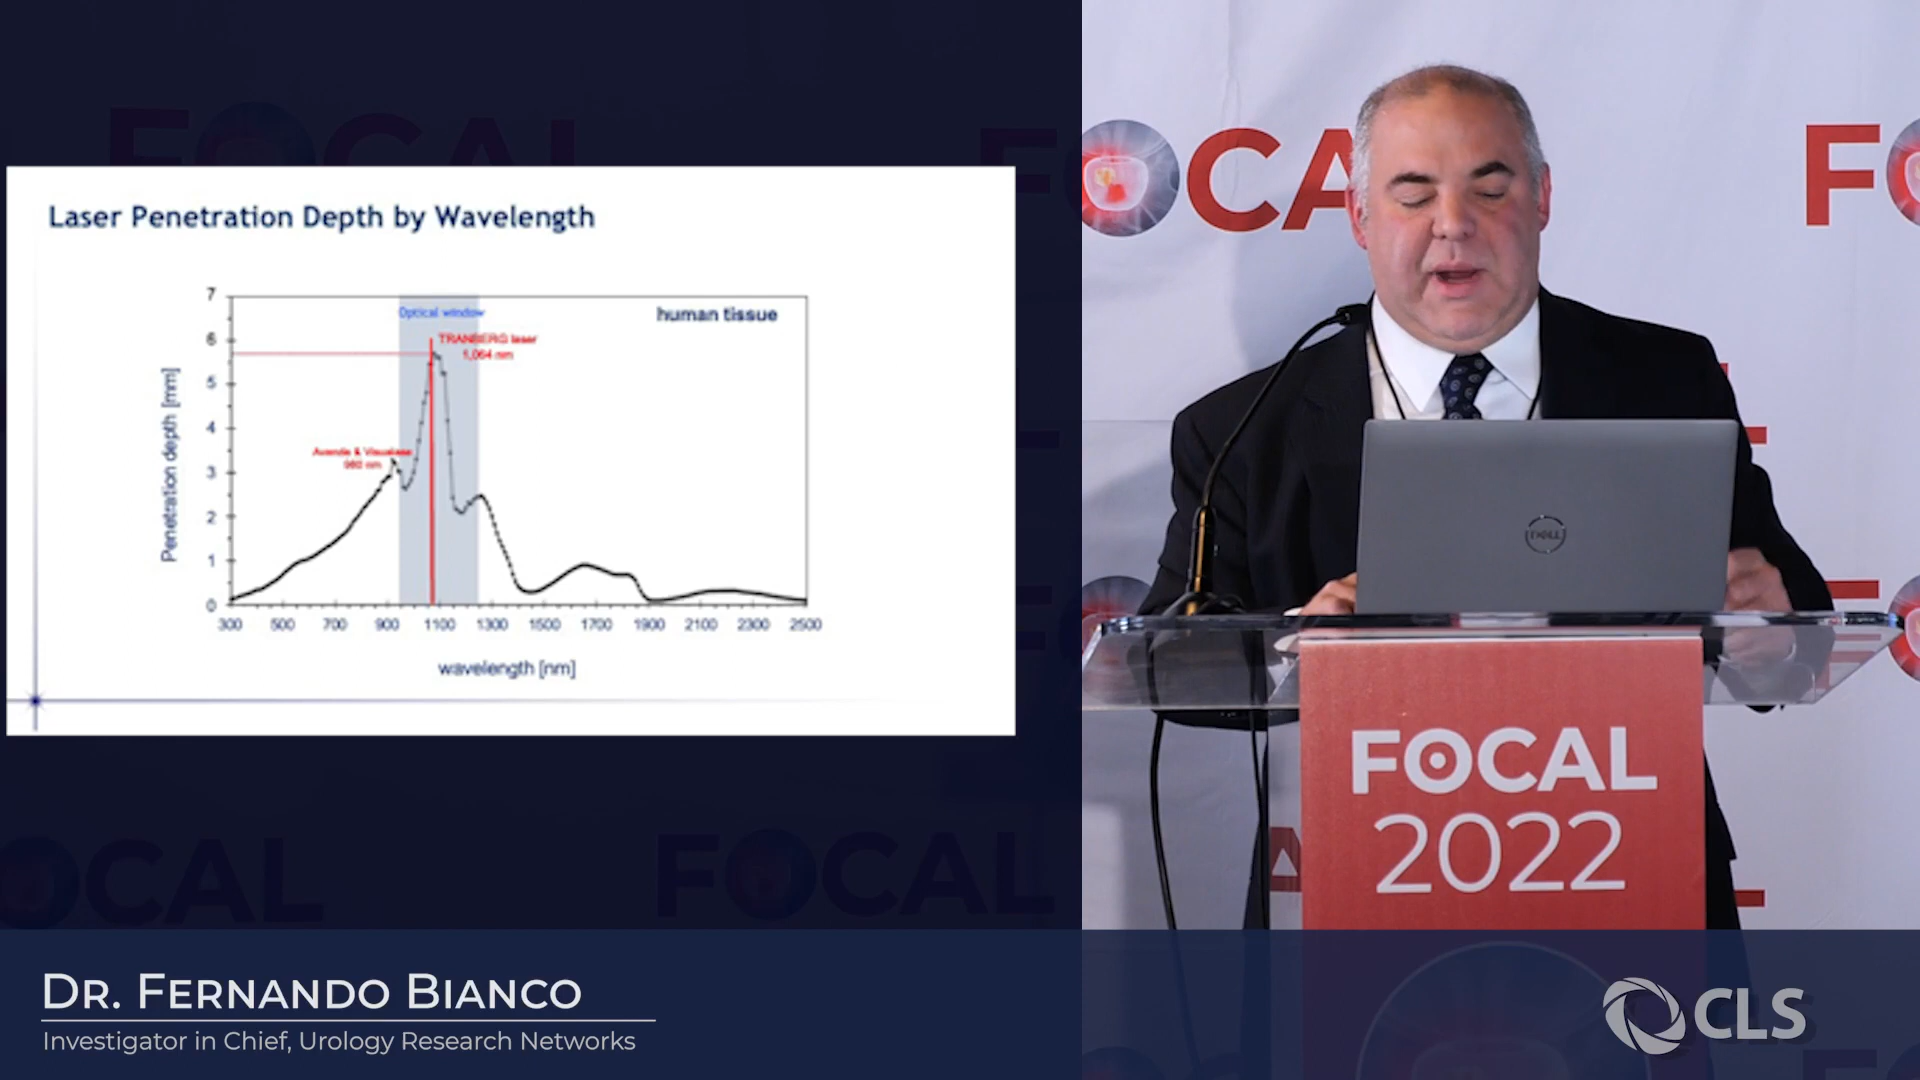 FOCAL
Laser Penetration Depth by Wavelength
7
Optical window
human tissue
6
TRANBERG laser
1,064 nm
5
Penetration depth [mm]
4
Avenda & Visualase
980 nm
3
2
1
0
300 500 700 900 1100 1300 1500 1700 1900 2100 2300 2500
wavelength [nm]
FOCAL FOCAL
OCA
F
DELL
FOCAL
2022
DR. FERNANDO BIANCO
Investigator in Chief, Urology Research Networks
CLS